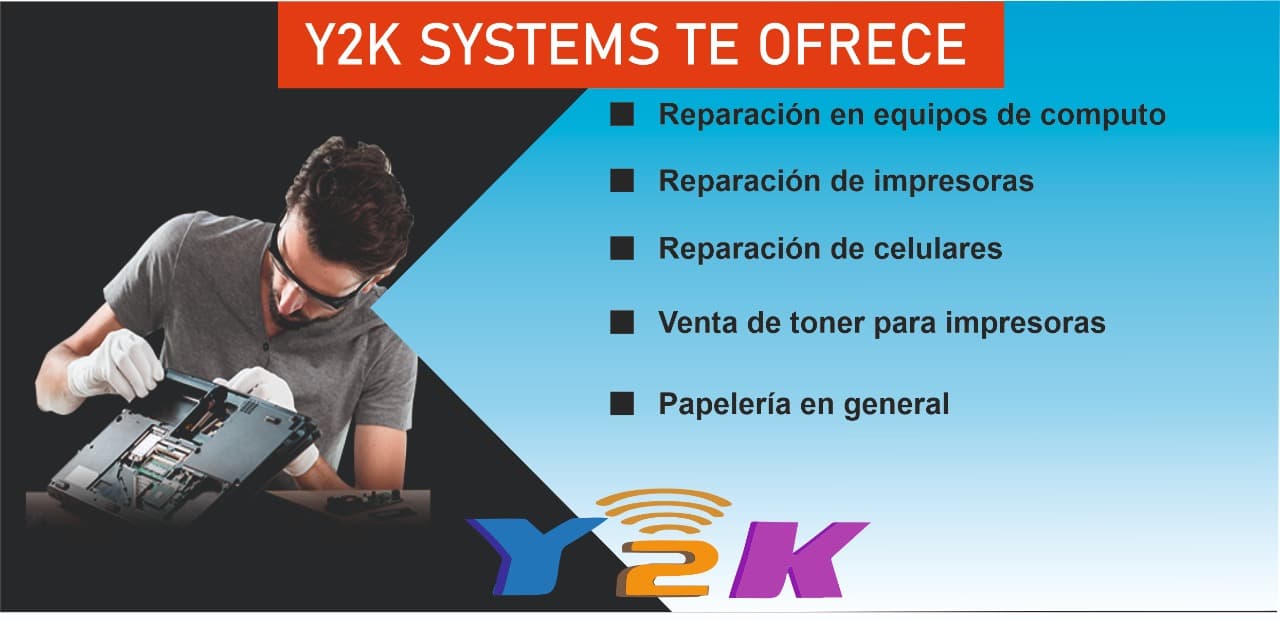 Y2K SYSTEMS TE OFRECE
Reparación en equipos de computo
Reparación de impresoras
Reparación de celulares
Venta de toner para impresoras
Papelería en general
Y2K